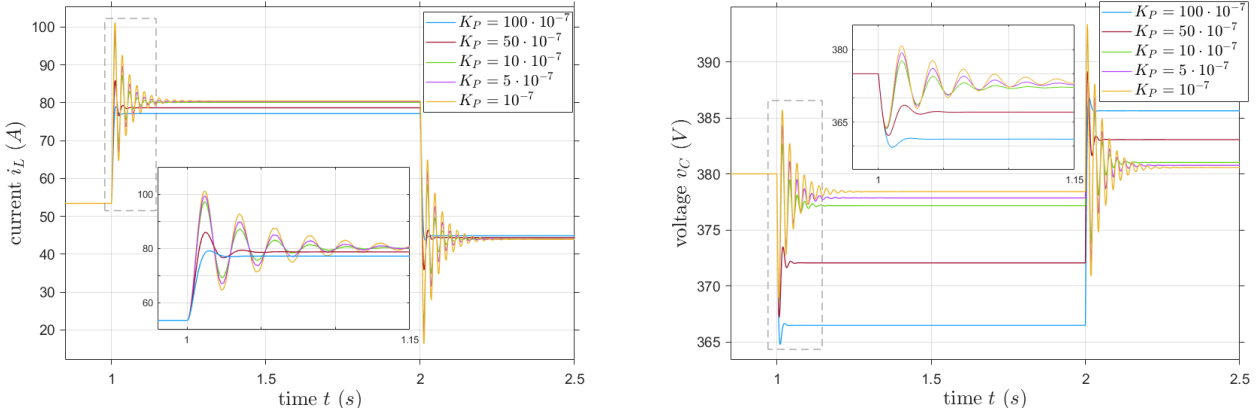 100
90
80
70
60
50
40
30
20
current i_L (A)
K_P = 100 · 10^{-7}
K_P = 50 · 10^{-7}
K_P = 10 · 10^{-7}
K_P = 5 · 10^{-7}
K_P = 10^{-7}
100
80
60
1
1.15
1
1.5
2
2.5
time t (s)
395
390
385
380
375
370
365
voltage v_C (V)
K_P = 100 · 10^{-7}
K_P = 50 · 10^{-7}
K_P = 10 · 10^{-7}
K_P = 5 · 10^{-7}
K_P = 10^{-7}
380
365
1
1.15
1
1.5
2
2.5
time t (s)